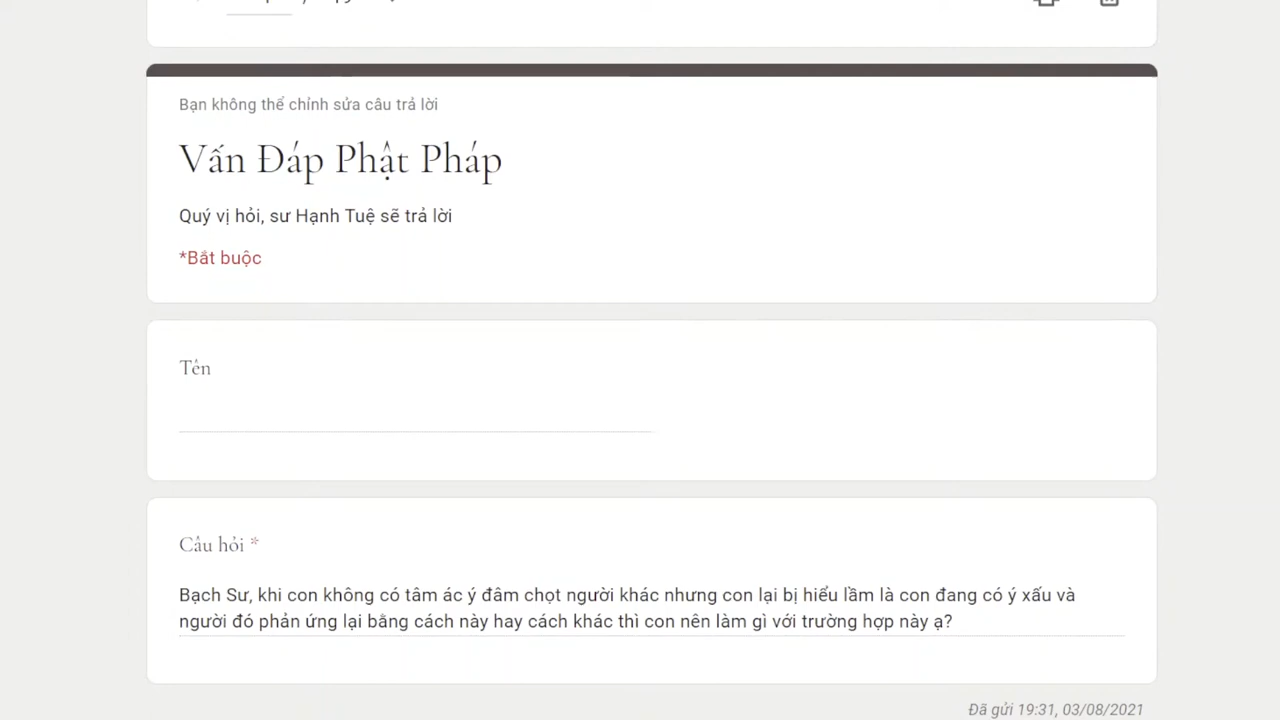 Bạn không thể chỉnh sửa câu trả lời
Vấn Đáp Phật Pháp
Quý vị hỏi, sư Hạnh Tuệ sẽ trả lời
*Bắt buộc
Tên
Câu hỏi *
Bạch Sư, khi con không có tâm ác ý đâm chọt người khác nhưng con lại bị hiểu lầm là con đang có ý xấu và
người đó phản ứng lại bằng cách này hay cách khác thì con nên làm gì với trường hợp này ạ?
Đã gửi 19:31, 03/08/2021